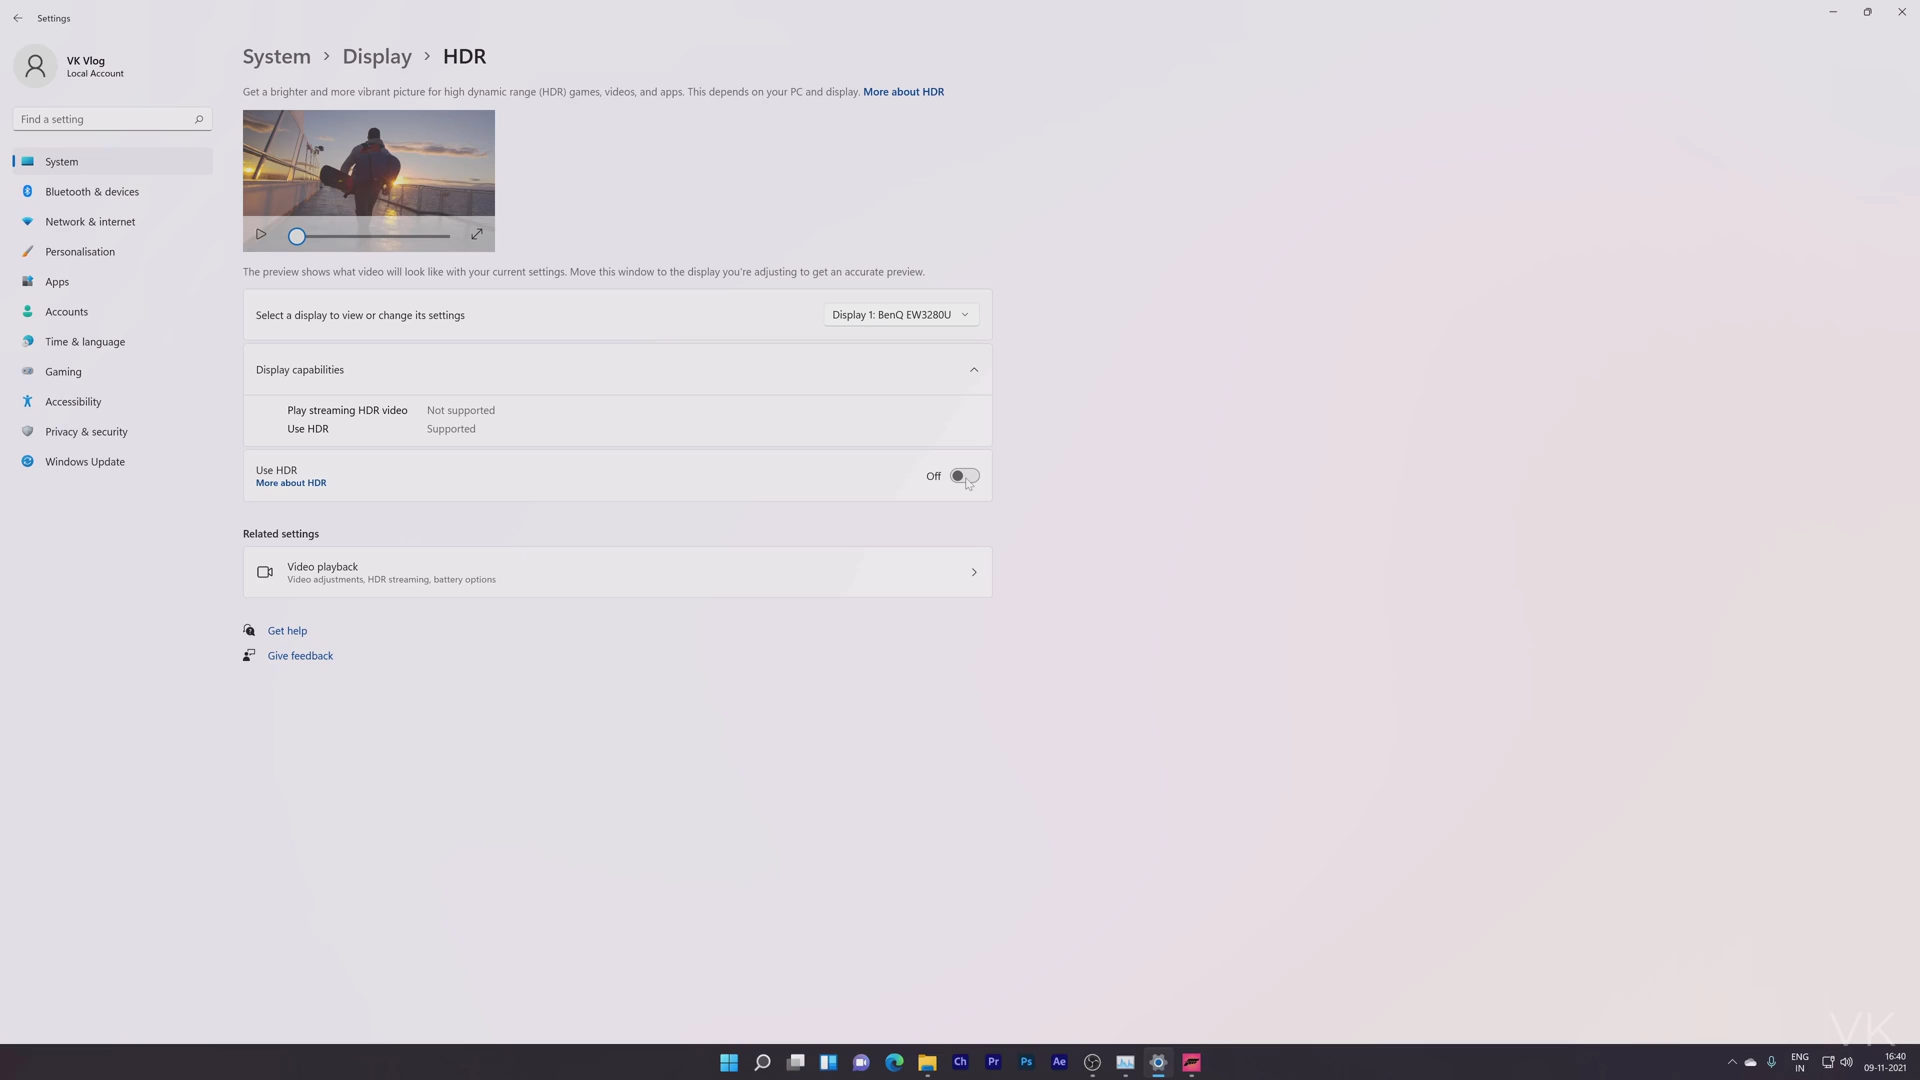 Settings
VK Vlog
Local Account
Find a setting
System
Bluetooth & devices
Network & internet
Personalisation
Apps
Accounts
Time & language
Gaming
Accessibility
Privacy & security
Windows Update
System > Display > HDR
Get a brighter and more vibrant picture for high dynamic range (HDR) games, videos, and apps. This depends on your PC and display. More about HDR
The preview shows what video will look like with your current settings. Move this window to the display you're adjusting to get an accurate preview.
Select a display to view or change its settings
Display 1: BenQ EW3280U
Display capabilities
Play streaming HDR video Not supported
Use HDR Supported
Use HDR
More about HDR
Off
Related settings
Video playback
Video adjustments, HDR streaming, battery options
Get help
Give feedback
VK
Ch
Pr
Ps
Ae
ENG
IN
16:40
09-11-2021